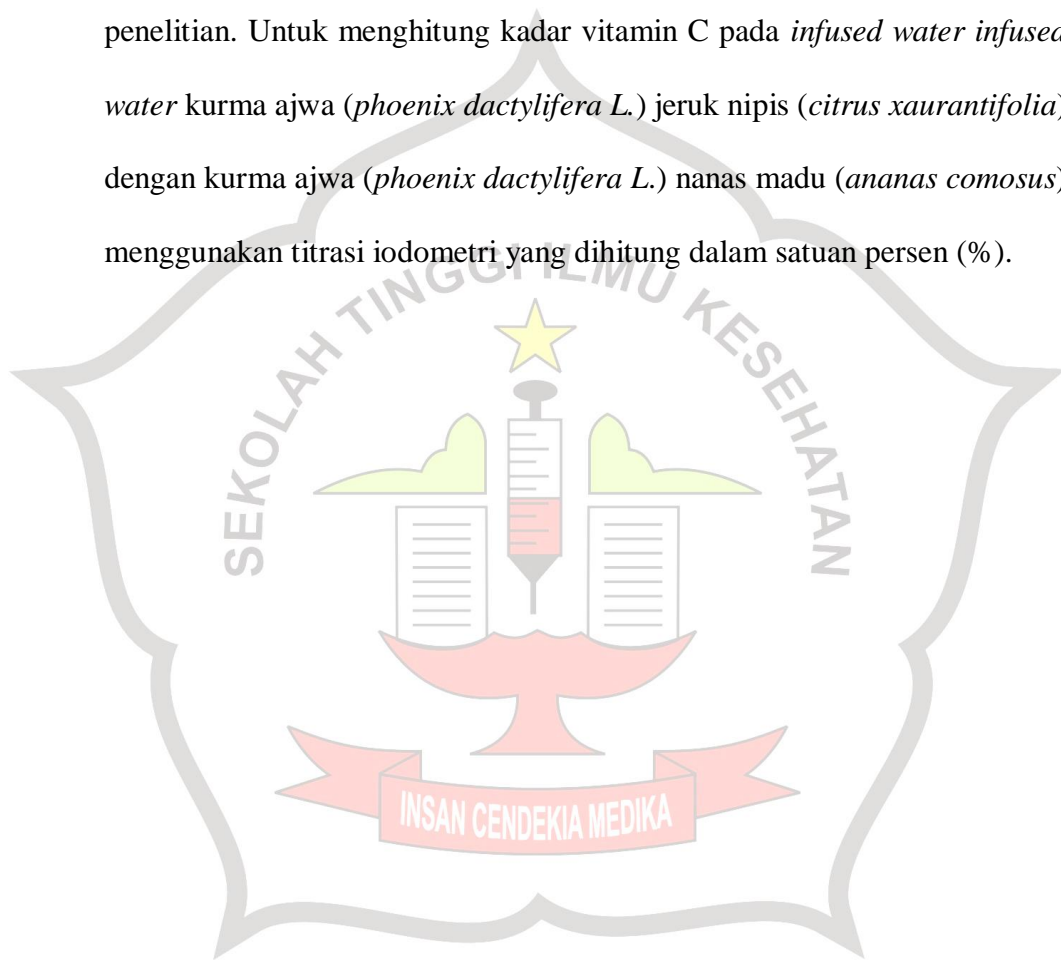 penelitian. Untuk menghitung kadar vitamin C pada infused water infused
water kurma ajwa (phoenix dactylifera L.) jeruk nipis (citrus xaurantifolia)
dengan kurma ajwa (phoenix dactylifera L.) nanas madu (ananas comosus)
menggunakan titrasi iodometri yang dihitung dalam satuan persen (%).
SEKOLAH TINGGI ILMU KESEHATAN
INSAN CENDEKIA MEDIKA